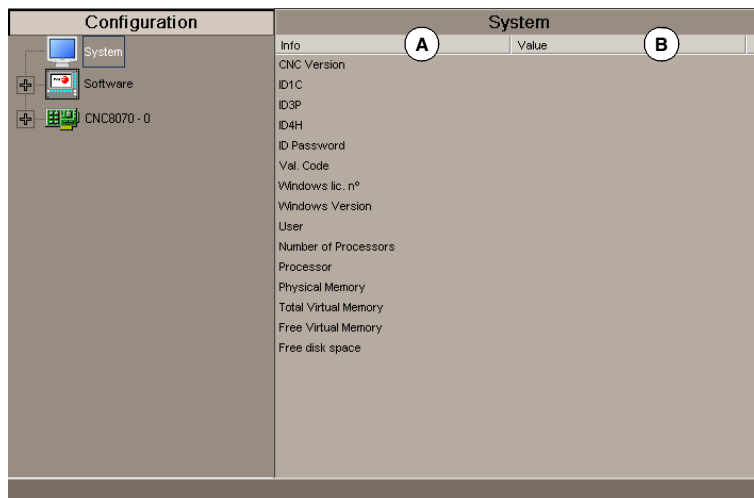 Configuration
System
Software
CNC8070 - 0
System
Info A Value B
CNC Version
ID1C
ID3P
ID4H
ID Password
Val. Code
Windows lic. nº
Windows Version
User
Number of Processors
Processor
Physical Memory
Total Virtual Memory
Free Virtual Memory
Free disk space